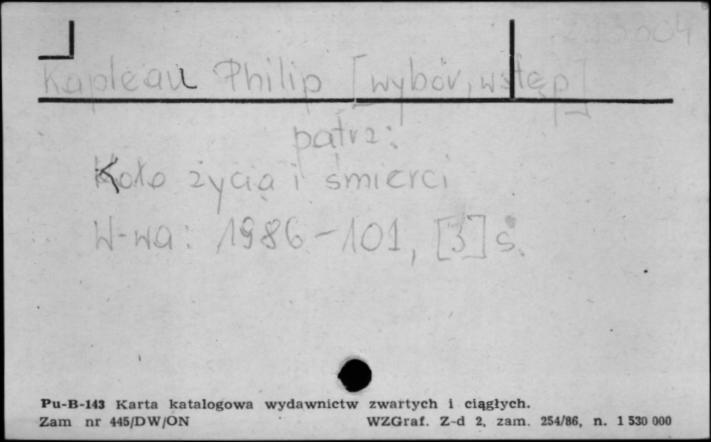 Kapleau Philip [wybór, wstęp]
patrz:
Koło życia i śmierci
W-wa: 1986 - 101, [3] s.
Pu-B-143 Karta katalogowa wydawnictw zwartych i ciągłych.
Zam nr 445/DW/ON WZGraf. Z-d 2, zam. 254/86, n. 1 530 000